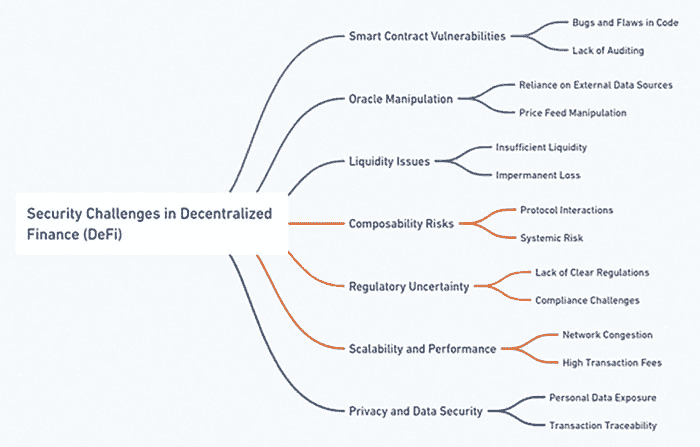 Security Challenges in Decentralized
Finance (DeFi)
Smart Contract Vulnerabilities
Bugs and Flaws in Code
Lack of Auditing
Oracle Manipulation
Reliance on External Data Sources
Price Feed Manipulation
Liquidity Issues
Insufficient Liquidity
Impermanent Loss
Composability Risks
Protocol Interactions
Systemic Risk
Regulatory Uncertainty
Lack of Clear Regulations
Compliance Challenges
Scalability and Performance
Network Congestion
High Transaction Fees
Privacy and Data Security
Personal Data Exposure
Transaction Traceability